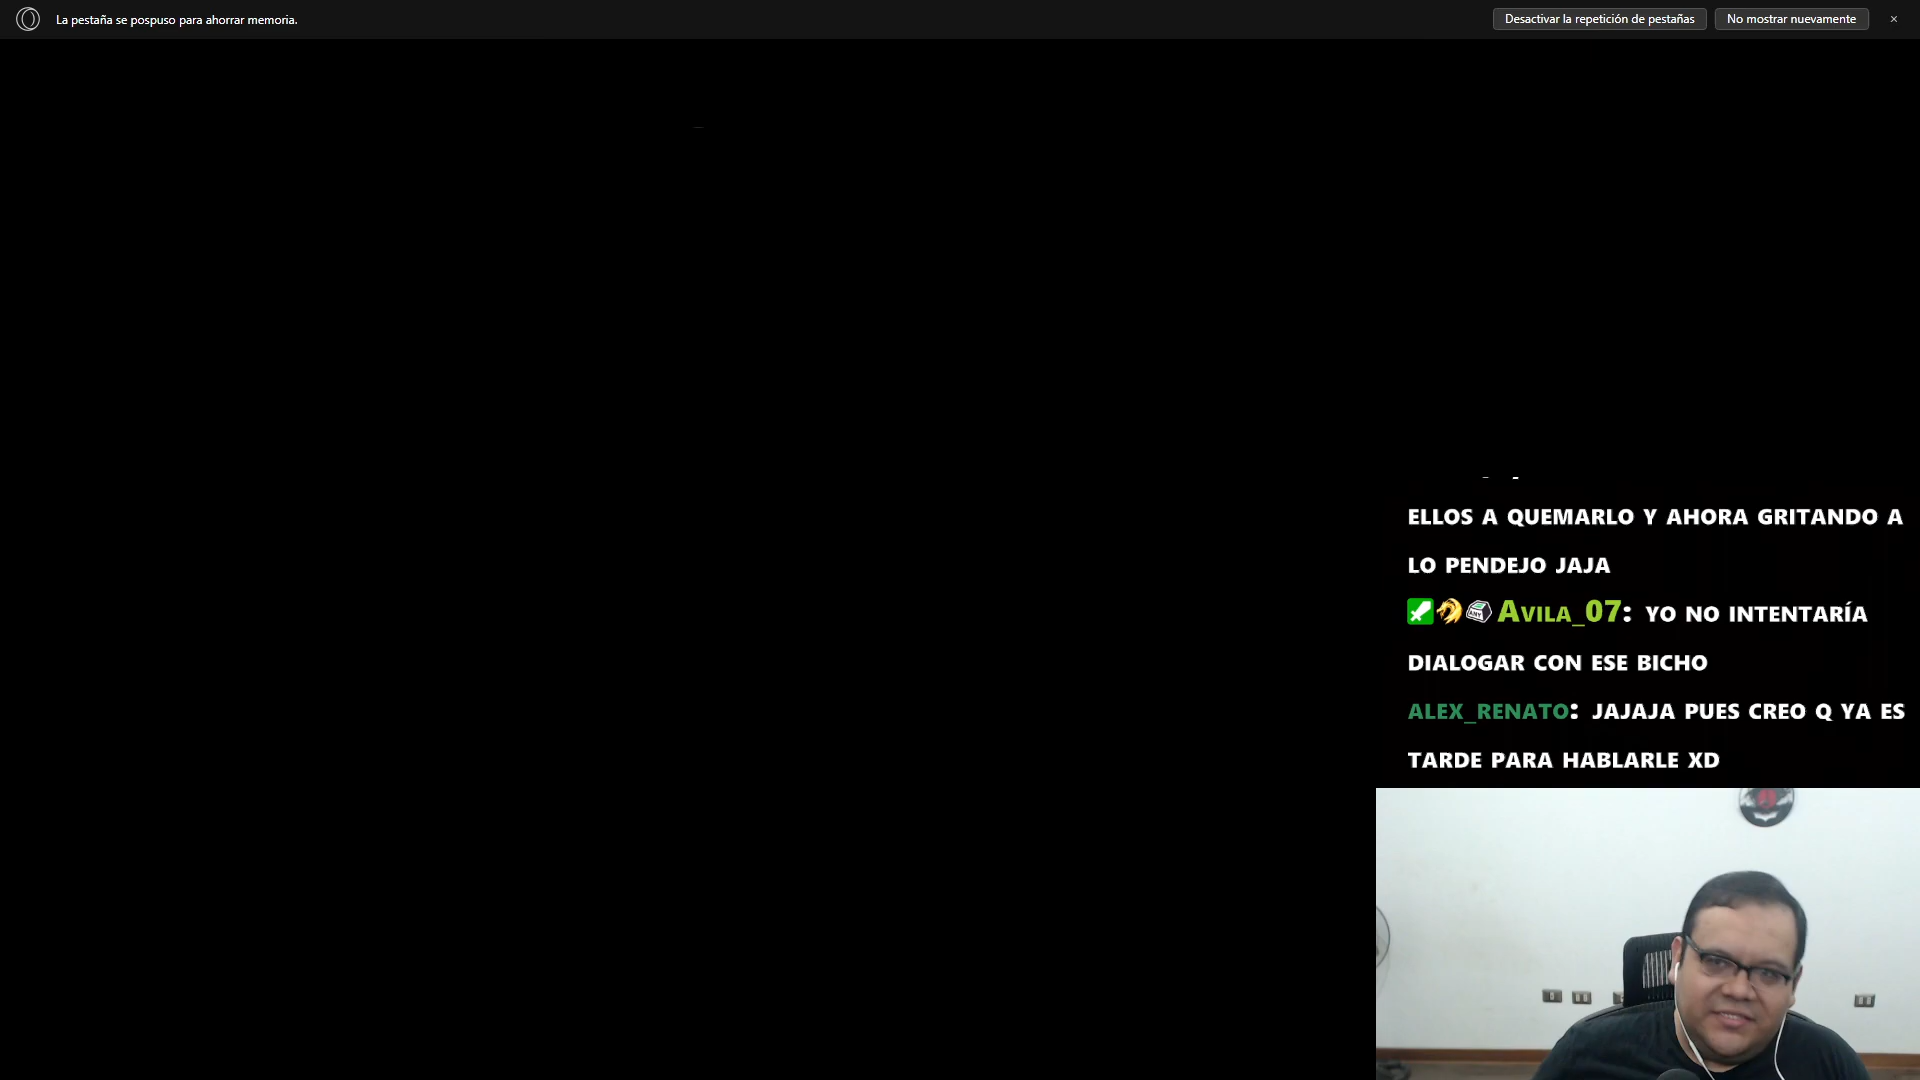 La pestaña se pospuso para ahorrar memoria.
Desactivar la repetición de pestañas
No mostrar nuevamente
ELLOS A QUEMARLO Y AHORA GRITANDO A
LO PENDEJO JAJA
AVILA_07: YO NO INTENTARÍA
DIALOGAR CON ESE BICHO
ALEX_RENATO: JAJAJA PUES CREO Q YA ES
TARDE PARA HABLARLE XD